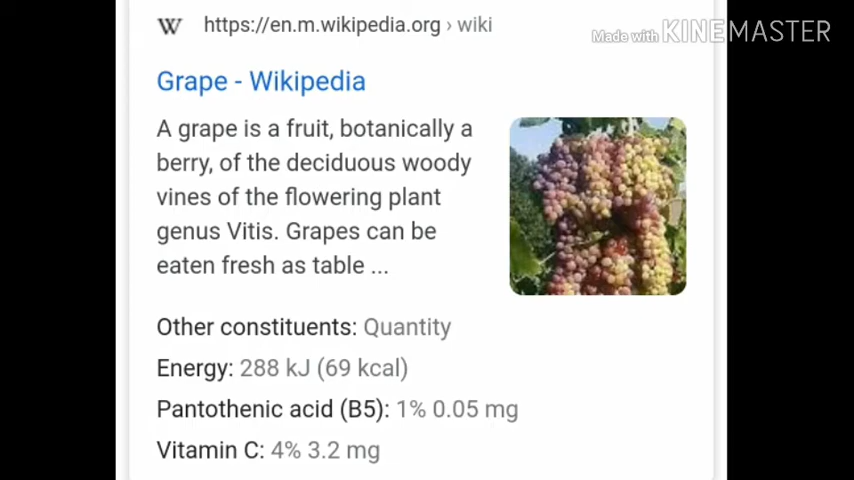 W https://en.m.wikipedia.org › wiki
Made with KINEMASTER
Grape - Wikipedia
A grape is a fruit, botanically a
berry, of the deciduous woody
vines of the flowering plant
genus Vitis. Grapes can be
eaten fresh as table ...
Other constituents: Quantity
Energy: 288 kJ (69 kcal)
Pantothenic acid (B5): 1% 0.05 mg
Vitamin C: 4% 3.2 mg